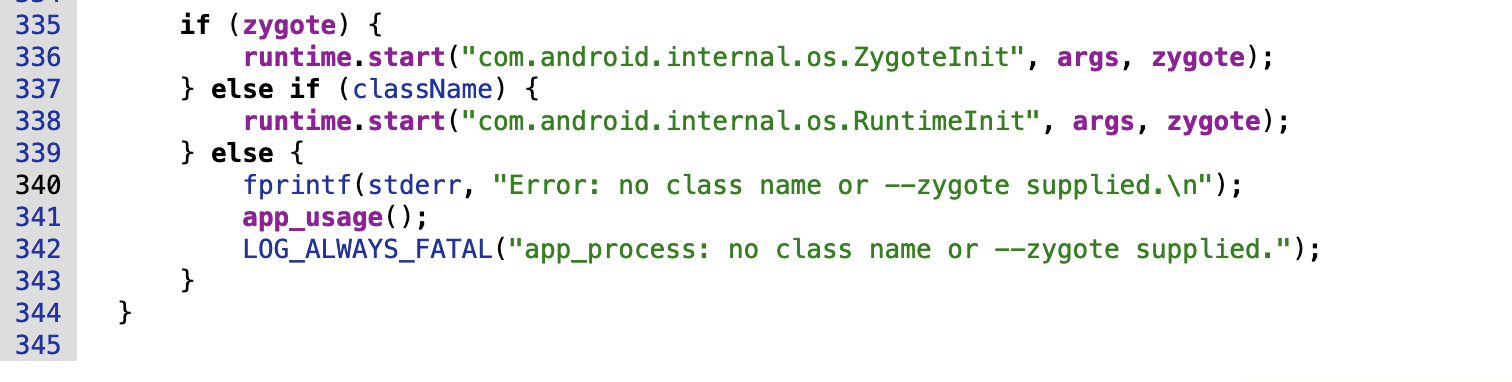 335 if (zygote) {
336 runtime.start("com.android.internal.os.ZygoteInit", args, zygote);
337 } else if (className) {
338 runtime.start("com.android.internal.os.RuntimeInit", args, zygote);
339 } else {
340 fprintf(stderr, "Error: no class name or --zygote supplied.\n");
341 app_usage();
342 LOG_ALWAYS_FATAL("app_process: no class name or --zygote supplied.");
343 }
344 }
345